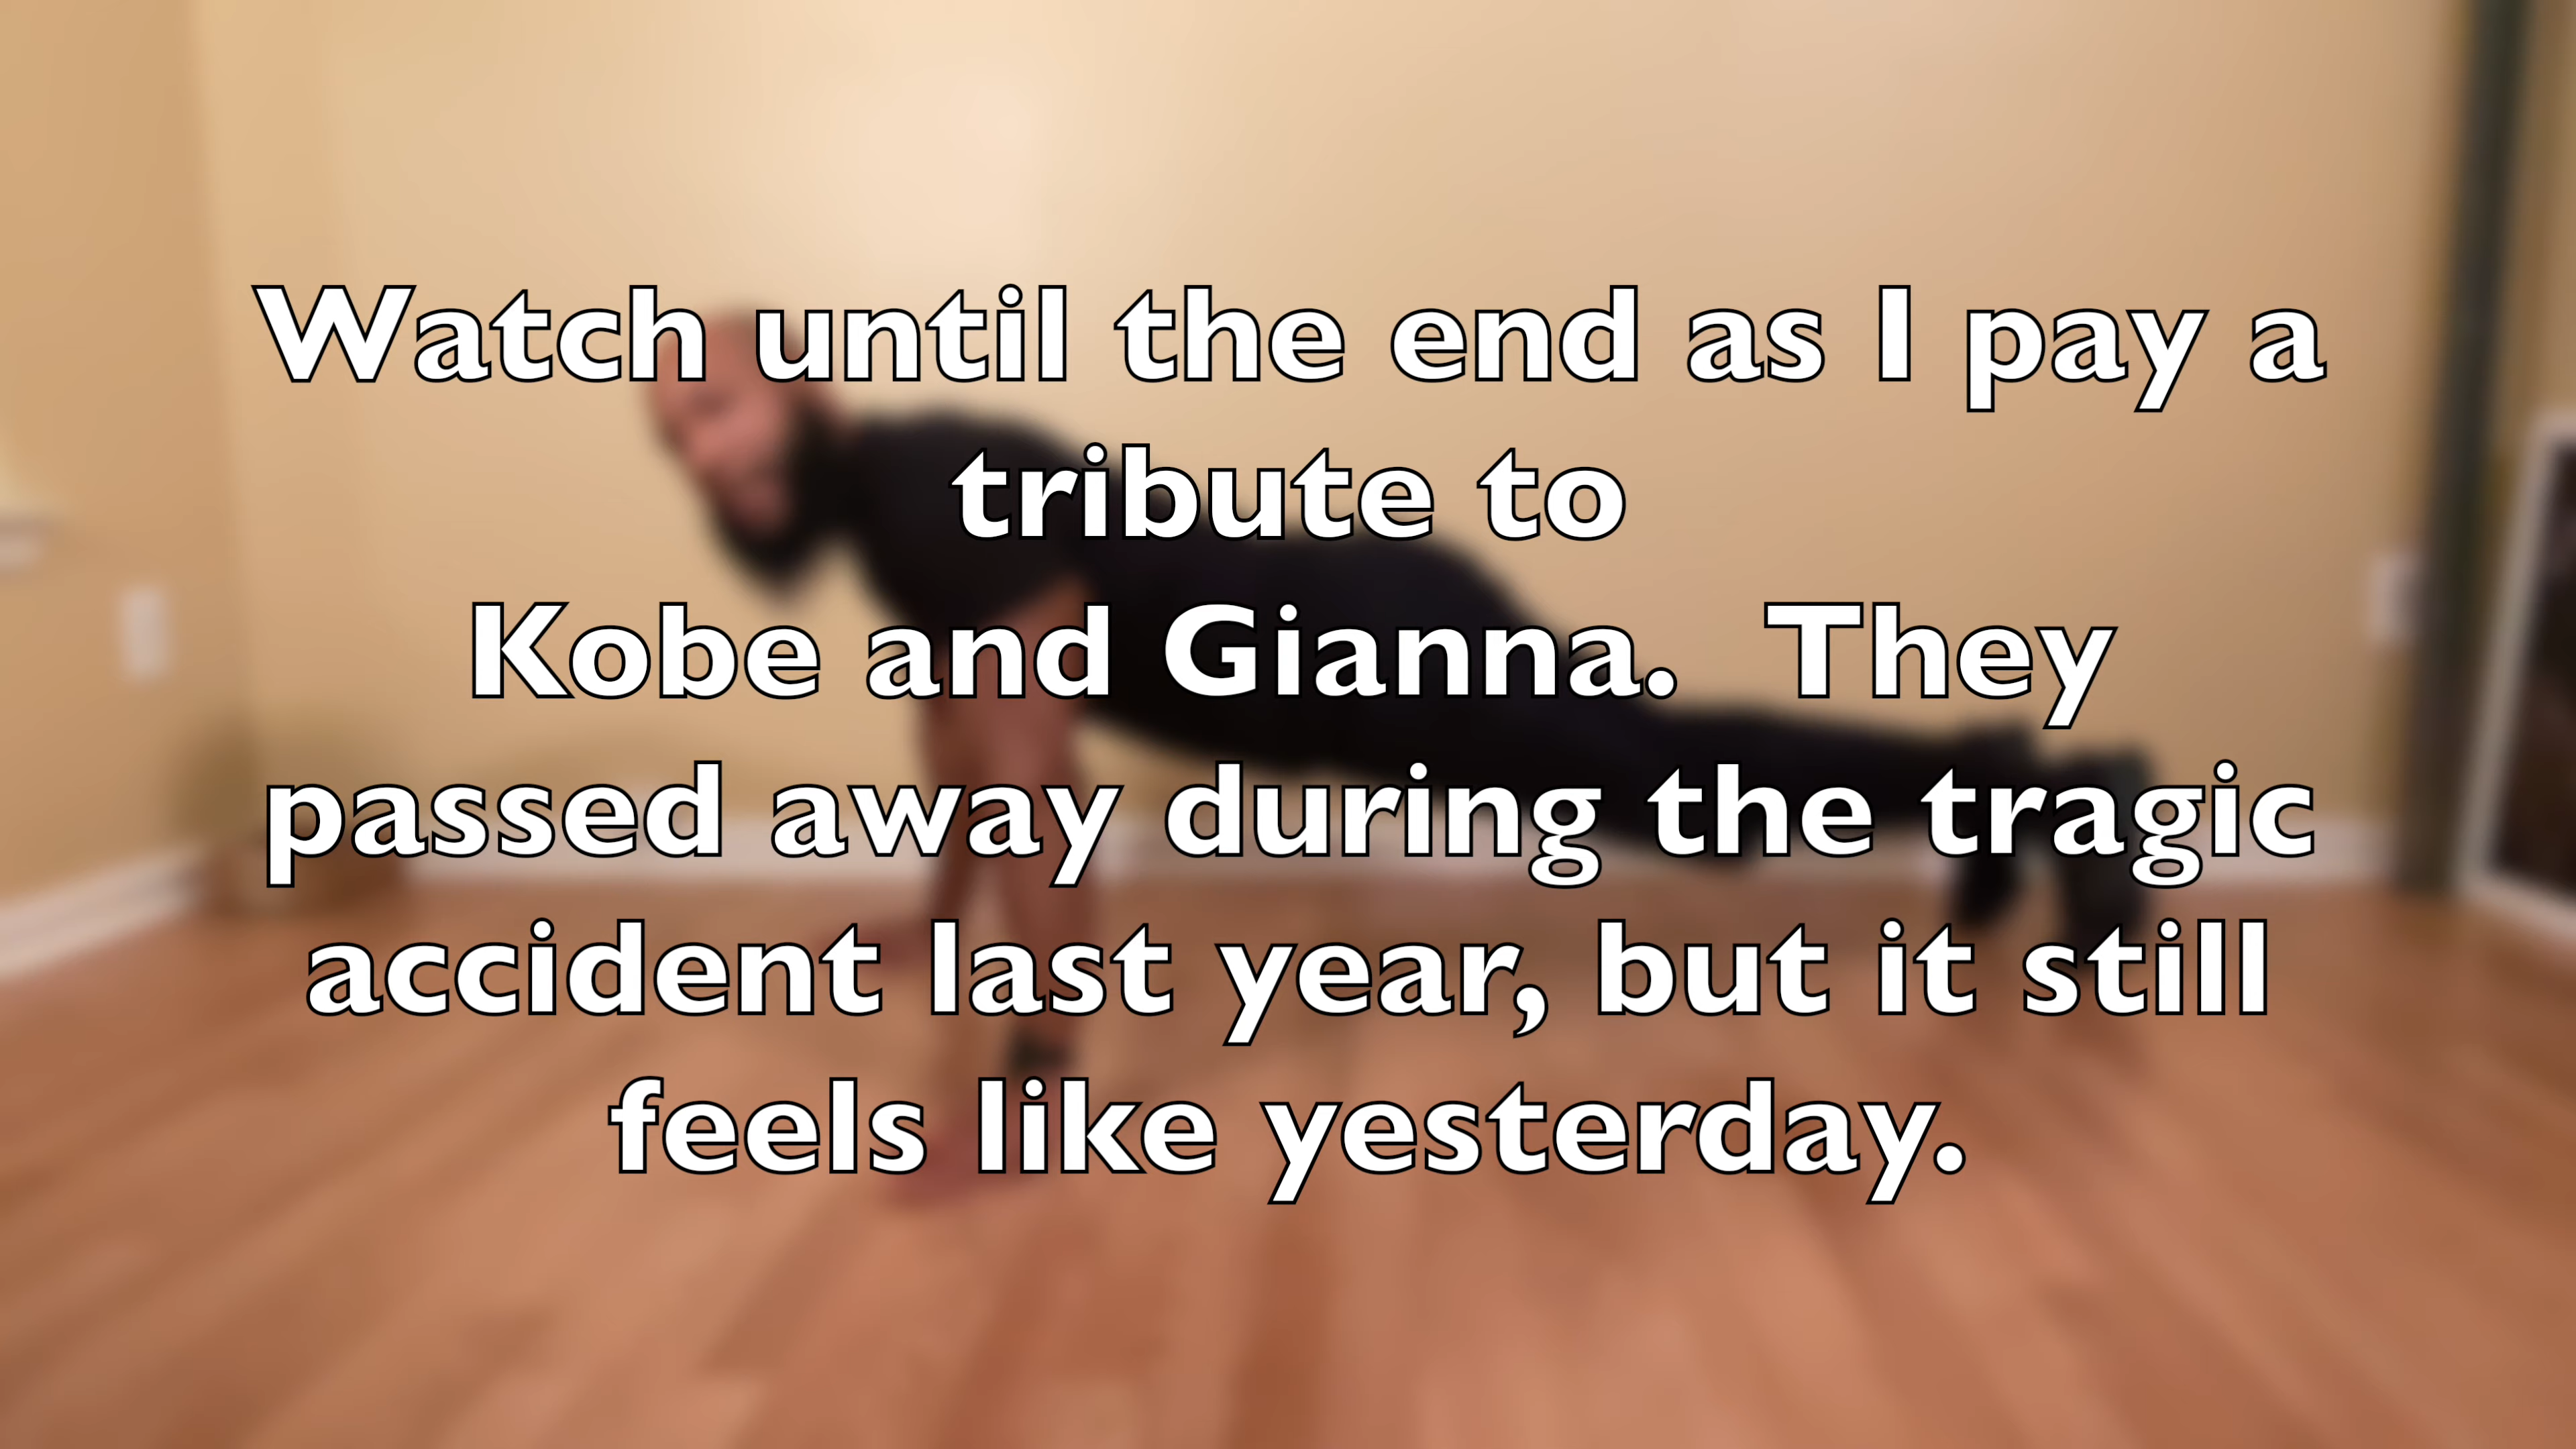 Watch until the end as I pay a
tribute to
Kobe and Gianna.  They
passed away during the tragic
accident last year, but it still
feels like yesterday.